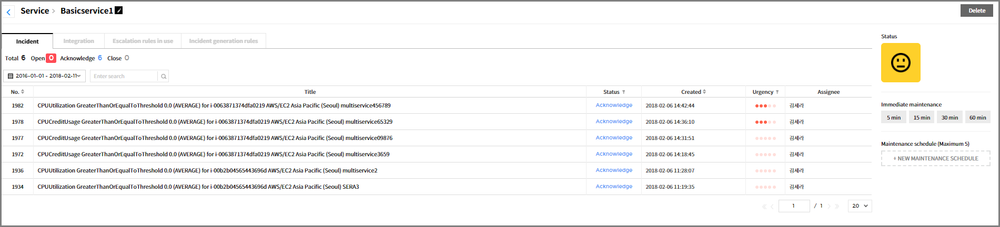 Service > Basicservice1
Delete
Incident Integration Escalation rules in use Incident generation rules
Total 6 Open 0 Acknowledge 6 Close 0
2016-01-01 - 2018-02-11 Enter search
No. Title Status Created Urgency Assignee
1982 CPUUtilization GreaterThanOrEqualToThreshold 0.0 (AVERAGE) for i-0063871374dfa0219 AWS/EC2 Asia Pacific (Seoul) multiservice456789 Acknowledge 2018-02-06 14:42:44 김세라
1978 CPUCreditUsage GreaterThanOrEqualToThreshold 0.0 (AVERAGE) for i-0063871374dfa0219 AWS/EC2 Asia Pacific (Seoul) multiservice65329 Acknowledge 2018-02-06 14:36:10 김세라
1977 CPUCreditUsage GreaterThanOrEqualToThreshold 0.0 (AVERAGE) for i-0063871374dfa0219 AWS/EC2 Asia Pacific (Seoul) multiservice09876 Acknowledge 2018-02-06 14:31:51 김세라
1972 CPUCreditUsage GreaterThanOrEqualToThreshold 0.0 (AVERAGE) for i-0063871374dfa0219 AWS/EC2 Asia Pacific (Seoul) multiservice3659 Acknowledge 2018-02-06 14:18:45 김세라
1936 CPUUtilization GreaterThanOrEqualToThreshold 0.0 (AVERAGE) for i-00b2b04565443696d AWS/EC2 Asia Pacific (Seoul) multiservice2 Acknowledge 2018-02-06 11:28:07 김세라
1934 CPUUtilization GreaterThanOrEqualToThreshold 0.0 (AVERAGE) for i-00b2b04565443696d AWS/EC2 Asia Pacific (Seoul) SERA3 Acknowledge 2018-02-06 11:19:35 김세라
1 / 1 20
Status
Immediate maintenance
5 min 15 min 30 min 60 min
Maintenance schedule (Maximum 5)
+ NEW MAINTENANCE SCHEDULE